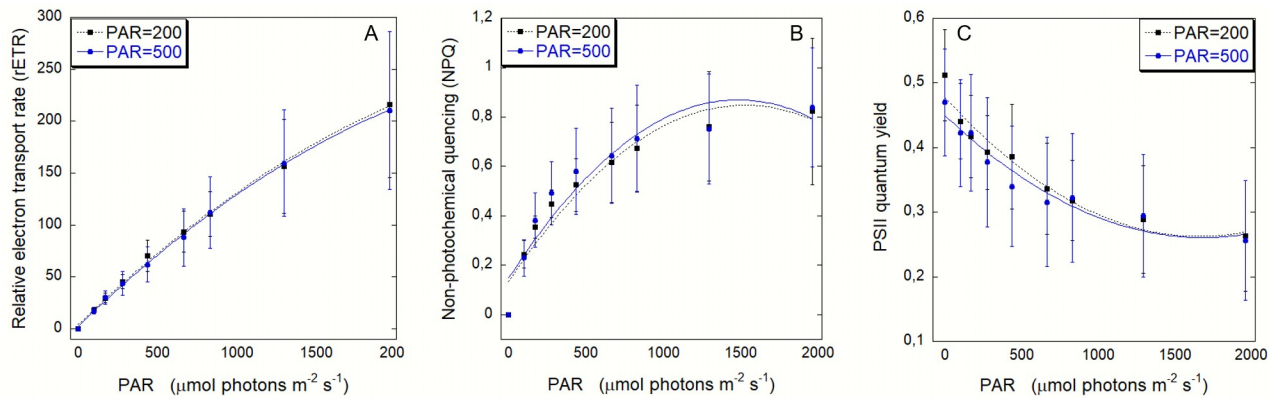 A
PAR=200
PAR=500
Relative electron transport rate (rETR)
300
250
200
150
100
50
0
0 500 1000 1500 200
PAR (μmol photons m⁻² s⁻¹)
B
PAR=200
PAR=500
Non-photochemical quencing (NPQ)
1,2
1
0,8
0,6
0,4
0,2
0
0 500 1000 1500 2000
PAR (μmol photons m⁻² s⁻¹)
C
PAR=200
PAR=500
PSII quantum yield
0,6
0,5
0,4
0,3
0,2
0,1
0 500 1000 1500 2000
PAR (μmol photons m⁻² s⁻¹)